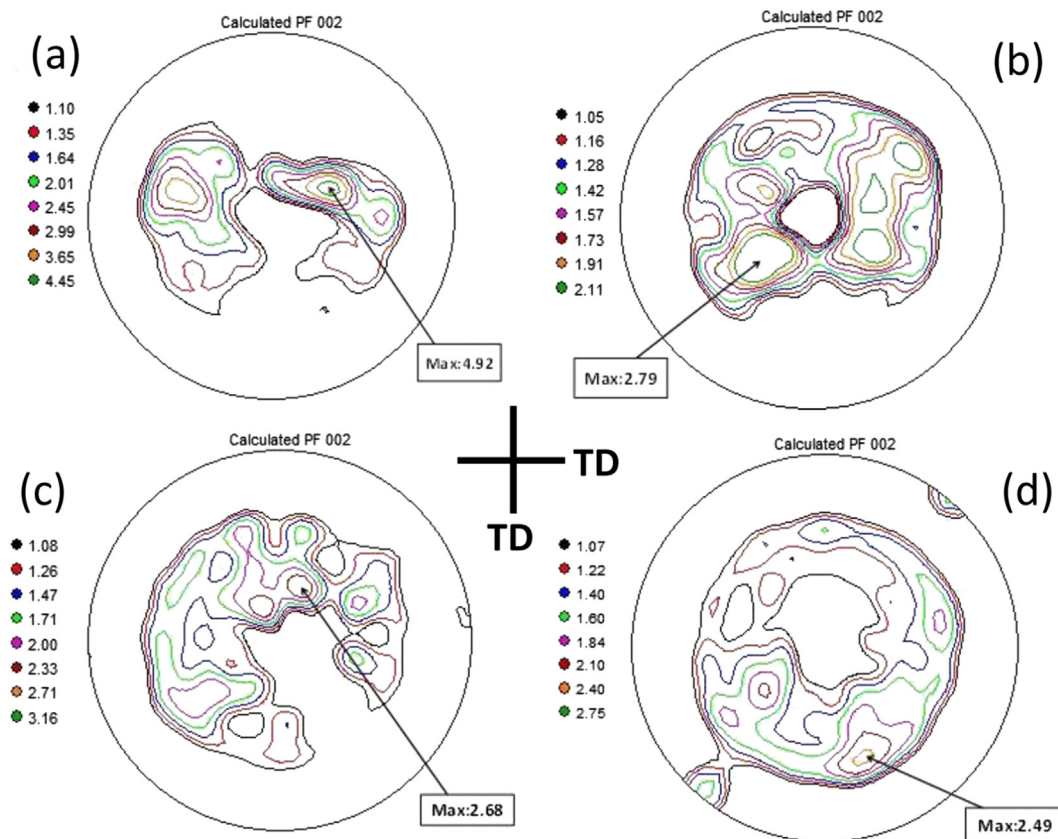 Calculated PF 002
(a)
1.10
1.35
1.64
2.01
2.45
2.99
3.65
4.45
Max:4.92
Calculated PF 002
(b)
1.05
1.16
1.28
1.42
1.57
1.73
1.91
2.11
Max:2.79
TD
TD
Calculated PF 002
(c)
1.08
1.26
1.47
1.71
2.00
2.33
2.71
3.16
Max:2.68
Calculated PF 002
(d)
1.07
1.22
1.40
1.60
1.84
2.10
2.40
2.75
Max:2.49